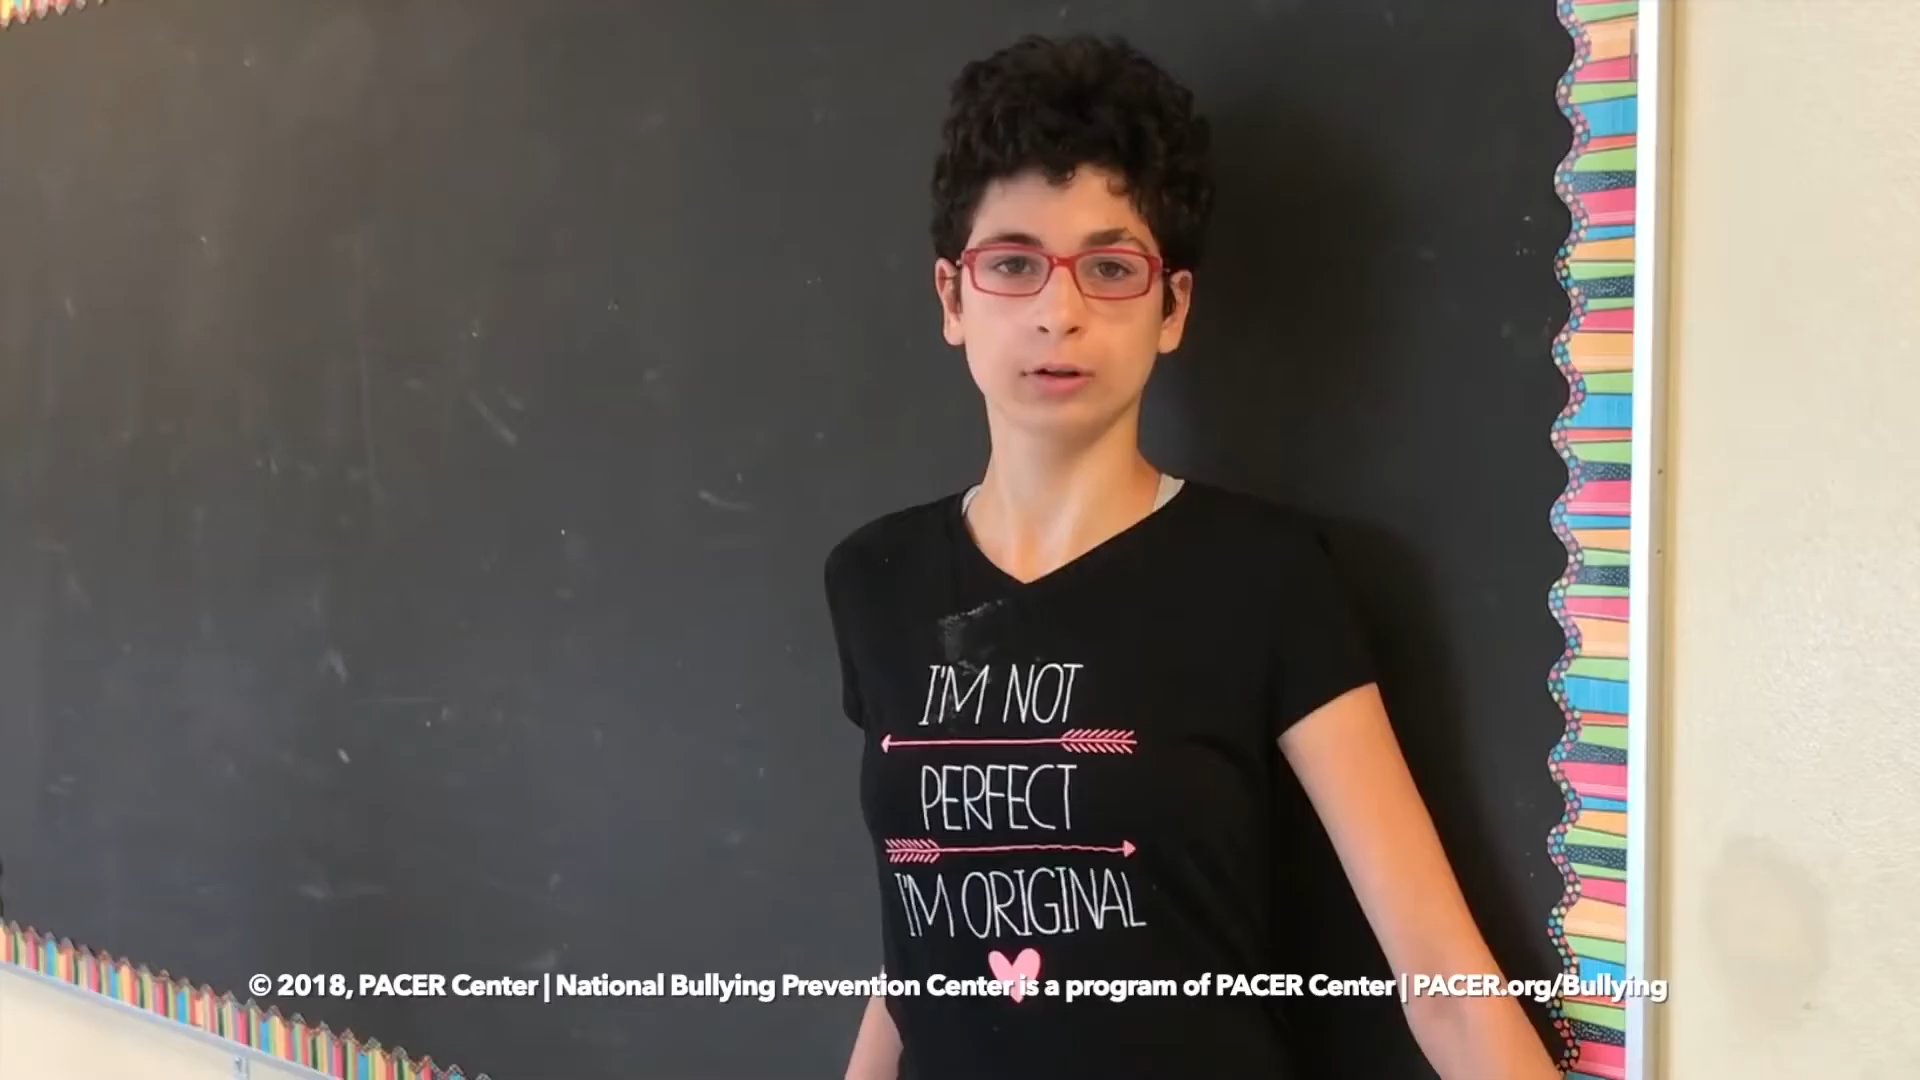 I'M NOT
PERFECT
I'M ORIGINAL
© 2018, PACER Center | National Bullying Prevention Center is a program of PACER Center | PACER.org/Bullying